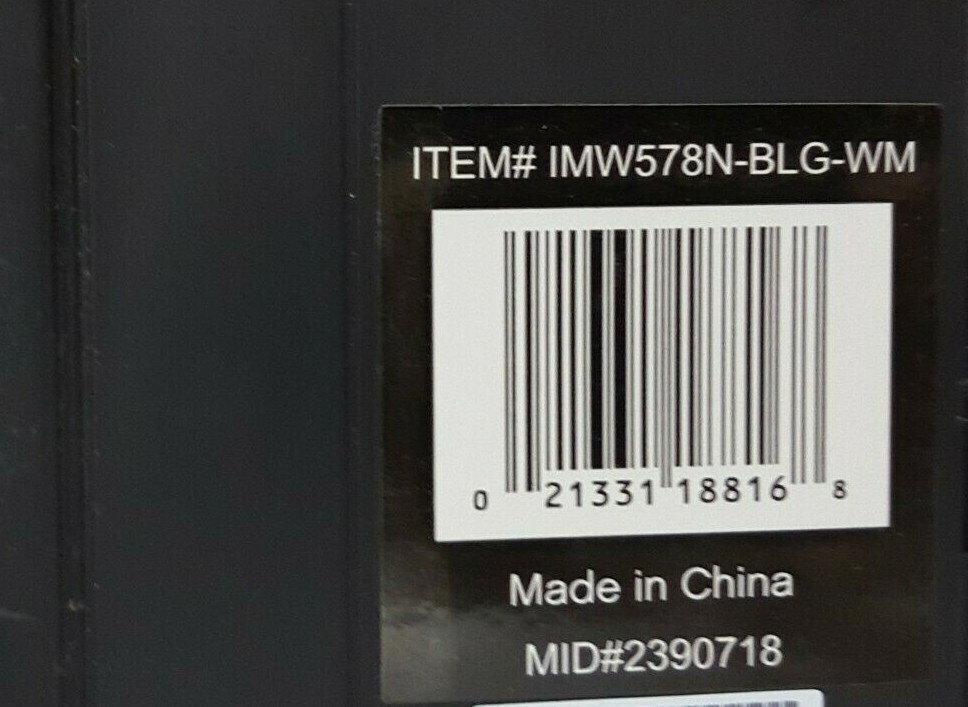 ITEM# IMW578N-BLG-WM
0 21331 18816 8
Made in China
MID#2390718